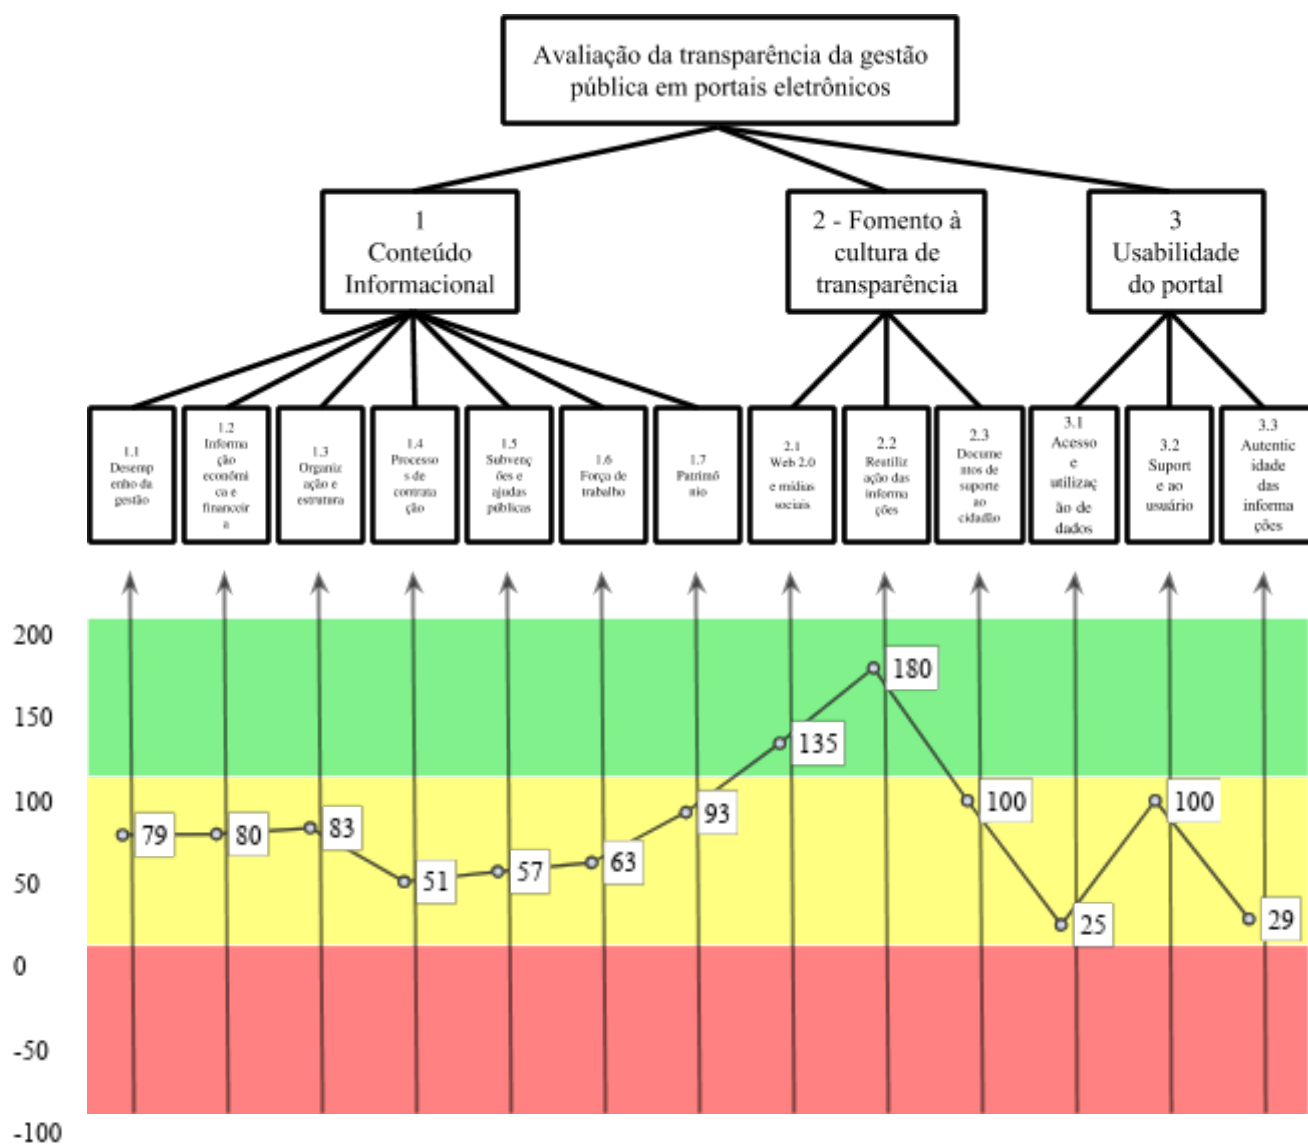 Avaliação da transparência da gestão
pública em portais eletrônicos
1
Conteúdo
Informacional
2 - Fomento à
cultura de
transparência
3
Usabilidade
do portal
1.1
Desemp
enho da
gestão
1.2
Informa
ção
econômi
ca e
financeir
a
1.3
Organiz
ação e
estrutura
1.4
Processo
s de
contrata
ção
1.5
Subvenç
ões e
ajudas
públicas
1.6
Força de
trabalho
1.7
Patrimô
nio
2.1
Web 2.0
e mídias
sociais
2.2
Reutiliz
ação das
informa
ções
2.3
Docume
ntos de
suporte
ao
cidadão
3.1
Acesso
e
utilizaç
ão de
dados
3.2
Suport
e ao
usuário
3.3
Autentic
idade
das
informa
ções
200
150
100
50
0
-50
-100
79
80
83
51
57
63
93
135
180
100
25
100
29